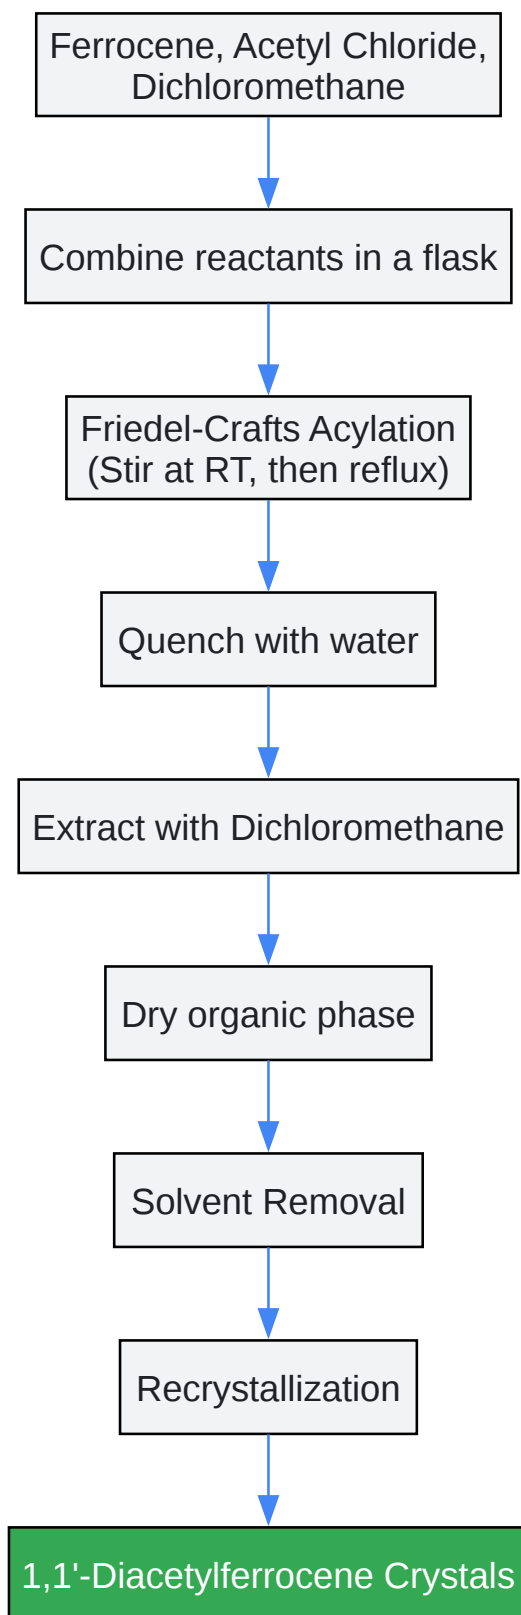 Ferrocene, Acetyl Chloride,
Dichloromethane
Combine reactants in a flask
Friedel-Crafts Acylation
(Stir at RT, then reflux)
Quench with water
Extract with Dichloromethane
Dry organic phase
Solvent Removal
Recrystallization
1,1'-Diacetylferrocene Crystals